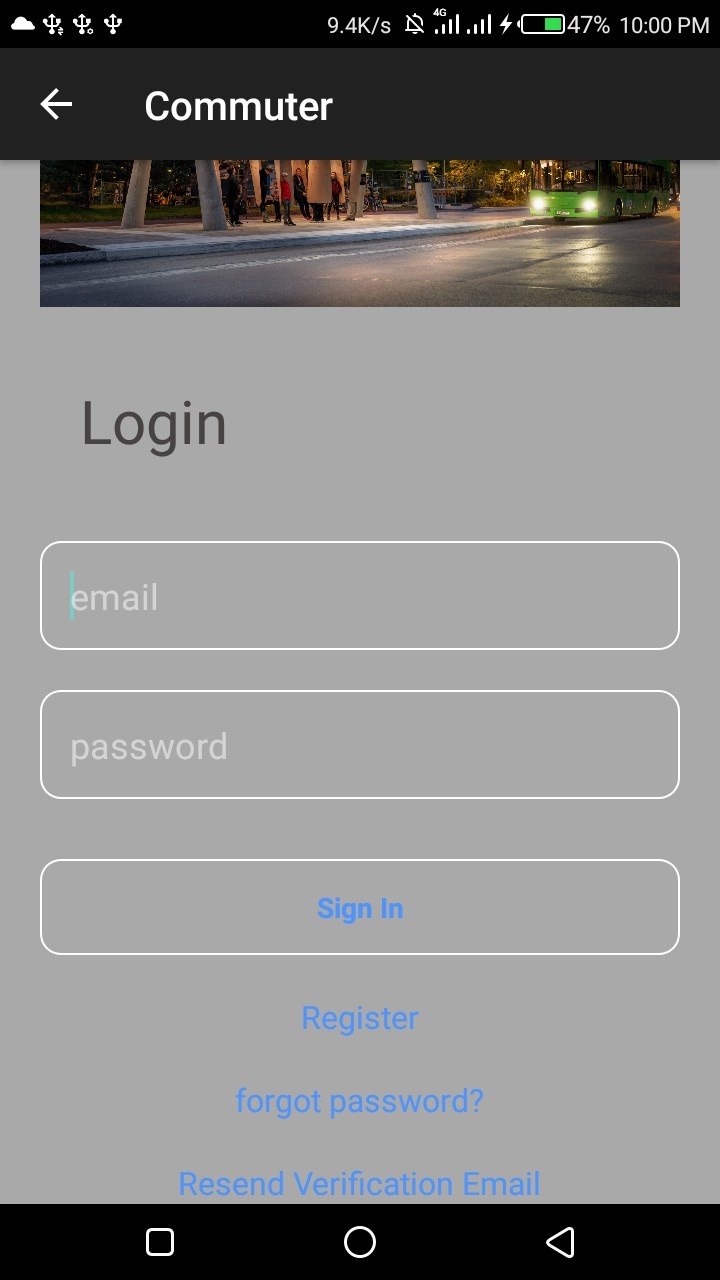 9.4K/s 4G 47% 10:00 PM
Commuter
Login
email
password
Sign In
Register
forgot password?
Resend Verification Email